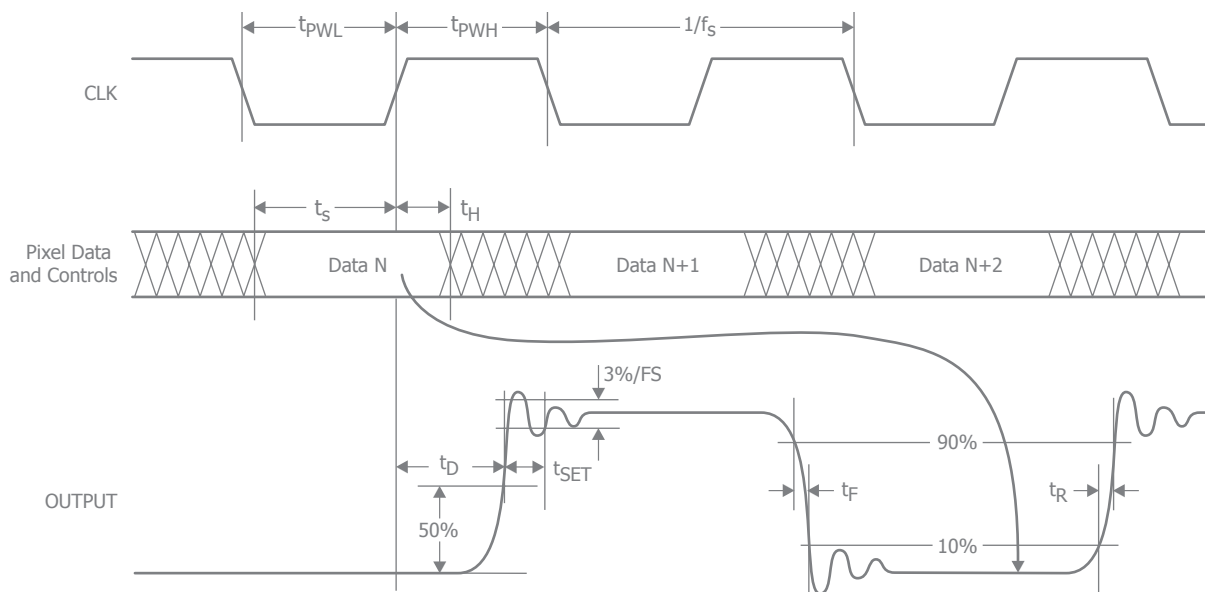 tPWL
tPWH
1/fs
CLK
ts
tH
Pixel Data
and Controls
Data N
Data N+1
Data N+2
3%/FS
90%
tD
tSET
tF
tR
OUTPUT
50%
10%